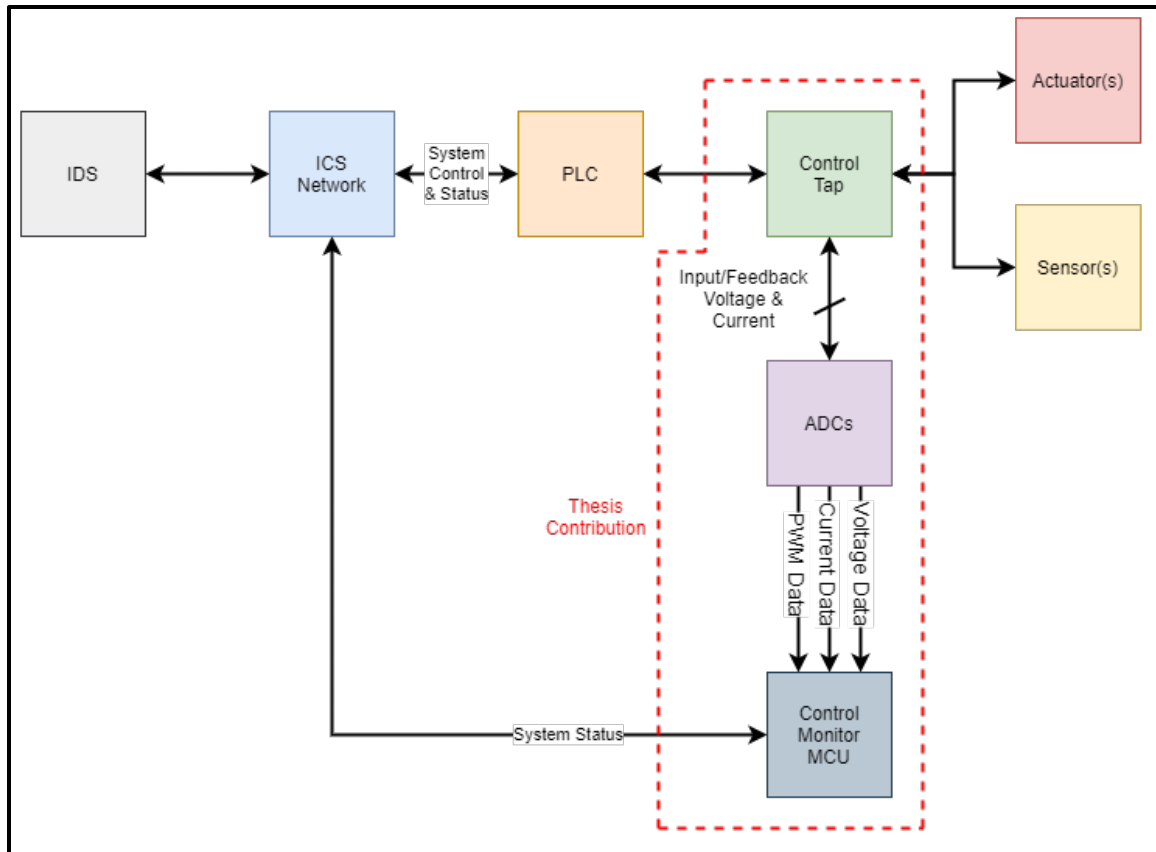 Actuator(s)
IDS
ICS
Network
System
Control
& Status
PLC
Control
Tap
Sensor(s)
Input/Feedback
Voltage &
Current
ADCs
Thesis
Contribution
PWM Data
Current Data
Voltage Data
System Status
Control
Monitor
MCU